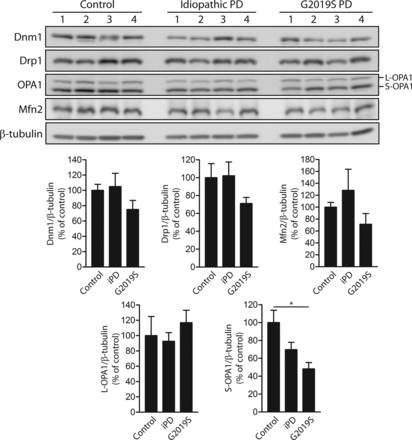 Control Idiopathic PD G2019S PD
1 2 3 4 1 2 3 4 1 2 3 4
Dnm1
Drp1
L-OPA1
OPA1
S-OPA1
Mfn2
β-tubulin
Dnm1/β-tubulin
(% of control)
140
120
100
80
60
40
20
0
Control
iPD
G2019S
Drp1/β-tubulin
(% of control)
120
100
80
60
40
20
0
Control
iPD
G2019S
Mfn2/β-tubulin
(% of control)
180
160
140
120
100
80
60
40
20
0
Control
iPD
G2019S
L-OPA1/β-tubulin
(% of control)
140
120
100
80
60
40
20
0
Control
iPD
G2019S
S-OPA1/β-tubulin
(% of control)
140
120
100
80
60
40
20
0
*
Control
iPD
G2019S